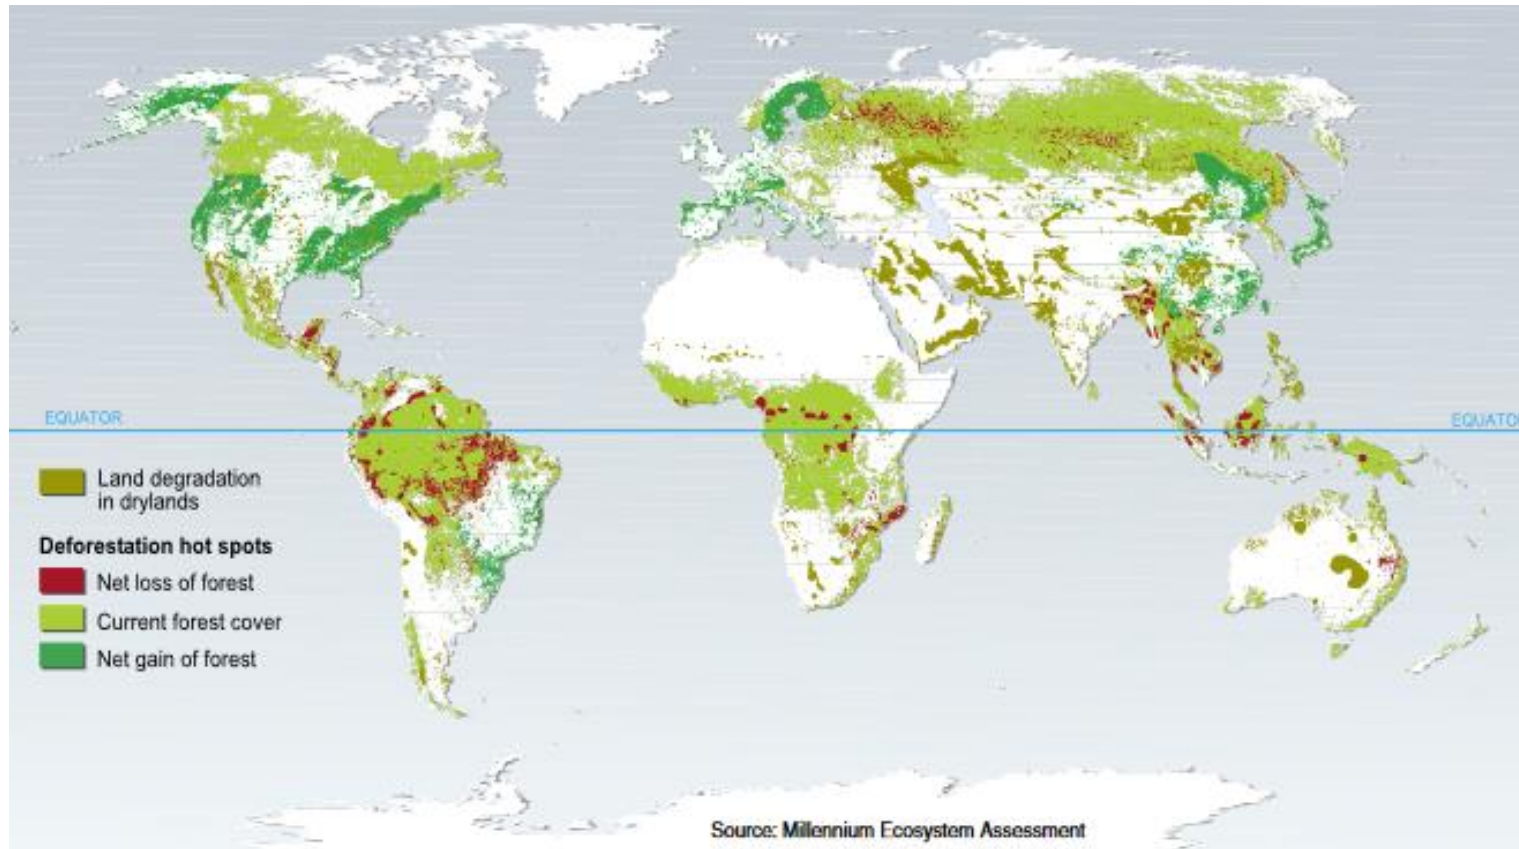 EQUATOR
EQUATO
Land degradation
in drylands
Deforestation hot spots
Net loss of forest
Current forest cover
Net gain of forest
Source: Millennium Ecosystem Assessment